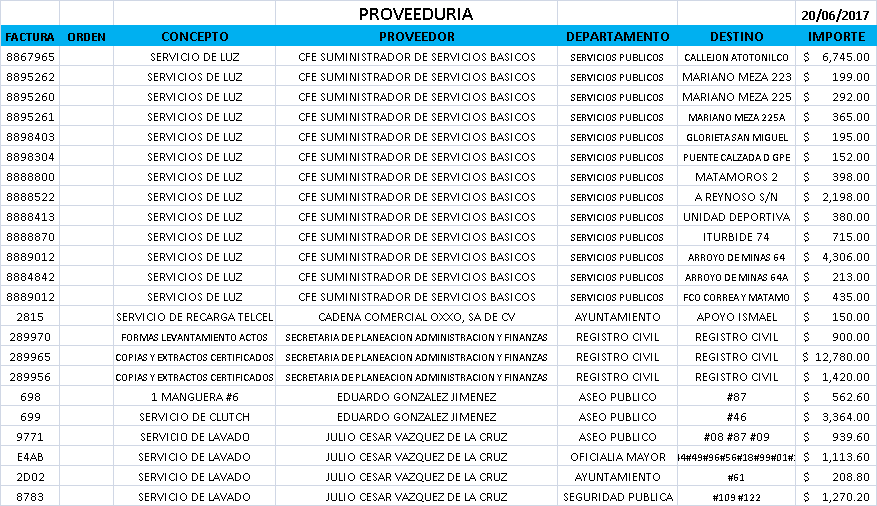 PROVEEDURIA 20/06/2017
FACTURA ORDEN CONCEPTO PROVEEDOR DEPARTAMENTO DESTINO IMPORTE
8867965 SERVICIO DE LUZ CFE SUMINISTRADOR DE SERVICIOS BASICOS SERVICIOS PUBLICOS CALLEJON ATOTONILCO $ 6,745.00
8895262 SERVICIOS DE LUZ CFE SUMINISTRADOR DE SERVICIOS BASICOS SERVICIOS PUBLICOS MARIANO MEZA 223 $ 199.00
8895260 SERVICIOS DE LUZ CFE SUMINISTRADOR DE SERVICIOS BASICOS SERVICIOS PUBLICOS MARIANO MEZA 225 $ 292.00
8895261 SERVICIOS DE LUZ CFE SUMINISTRADOR DE SERVICIOS BASICOS SERVICIOS PUBLICOS MARIANO MEZA 225A $ 365.00
8898403 SERVICIOS DE LUZ CFE SUMINISTRADOR DE SERVICIOS BASICOS SERVICIOS PUBLICOS GLORIETA SAN MIGUEL $ 195.00
8898304 SERVICIOS DE LUZ CFE SUMINISTRADOR DE SERVICIOS BASICOS SERVICIOS PUBLICOS PUENTE CALZADA D GPE $ 152.00
8888800 SERVICIOS DE LUZ CFE SUMINISTRADOR DE SERVICIOS BASICOS SERVICIOS PUBLICOS MATAMOROS 2 $ 398.00
8888522 SERVICIOS DE LUZ CFE SUMINISTRADOR DE SERVICIOS BASICOS SERVICIOS PUBLICOS A REYNOSO S/N $ 2,198.00
8888413 SERVICIOS DE LUZ CFE SUMINISTRADOR DE SERVICIOS BASICOS SERVICIOS PUBLICOS UNIDAD DEPORTIVA $ 380.00
8888870 SERVICIOS DE LUZ CFE SUMINISTRADOR DE SERVICIOS BASICOS SERVICIOS PUBLICOS ITURBIDE 74 $ 715.00
8889012 SERVICIOS DE LUZ CFE SUMINISTRADOR DE SERVICIOS BASICOS SERVICIOS PUBLICOS ARROYO DE MINAS 64 $ 4,306.00
8884842 SERVICIOS DE LUZ CFE SUMINISTRADOR DE SERVICIOS BASICOS SERVICIOS PUBLICOS ARROYO DE MINAS 64A $ 213.00
8889012 SERVICIOS DE LUZ CFE SUMINISTRADOR DE SERVICIOS BASICOS SERVICIOS PUBLICOS FCO CORREA Y MATAMO $ 435.00
2815 SERVICIO DE RECARGA TELCEL CADENA COMERCIAL OXXO, SA DE CV AYUNTAMIENTO APOYO ISMAEL $ 150.00
289970 FORMAS LEVANTAMIENTO ACTOS SECRETARIA DE PLANEACION ADMINISTRACION Y FINANZAS REGISTRO CIVIL REGISTRO CIVIL $ 900.00
289965 COPIAS Y EXTRACTOS CERTIFICADOS SECRETARIA DE PLANEACION ADMINISTRACION Y FINANZAS REGISTRO CIVIL REGISTRO CIVIL $ 12,780.00
289956 COPIAS Y EXTRACTOS CERTIFICADOS SECRETARIA DE PLANEACION ADMINISTRACION Y FINANZAS REGISTRO CIVIL REGISTRO CIVIL $ 1,420.00
698 1 MANGUERA #6 EDUARDO GONZALEZ JIMENEZ ASEO PUBLICO #87 $ 562.60
699 SERVICIO DE CLUTCH EDUARDO GONZALEZ JIMENEZ ASEO PUBLICO #46 $ 3,364.00
9771 SERVICIO DE LAVADO JULIO CESAR VAZQUEZ DE LA CRUZ ASEO PUBLICO #08 #87 #09 $ 939.60
E4AB SERVICIO DE LAVADO JULIO CESAR VAZQUEZ DE LA CRUZ OFICIALIA MAYOR #49#96#56#18#99#01 $ 1,113.60
2D02 SERVICIO DE LAVADO JULIO CESAR VAZQUEZ DE LA CRUZ AYUNTAMIENTO #61 $ 208.80
8783 SERVICIO DE LAVADO JULIO CESAR VAZQUEZ DE LA CRUZ SEGURIDAD PUBLICA #109 #122 $ 1,270.20